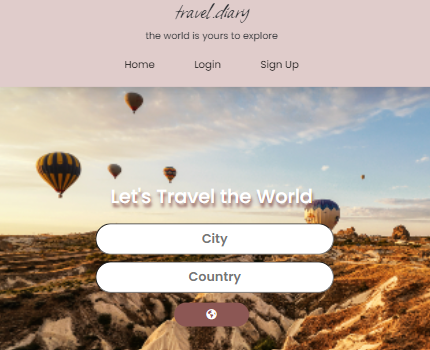 travel.diary
the world is yours to explore
Home Login Sign Up
Let's Travel the World
City
Country